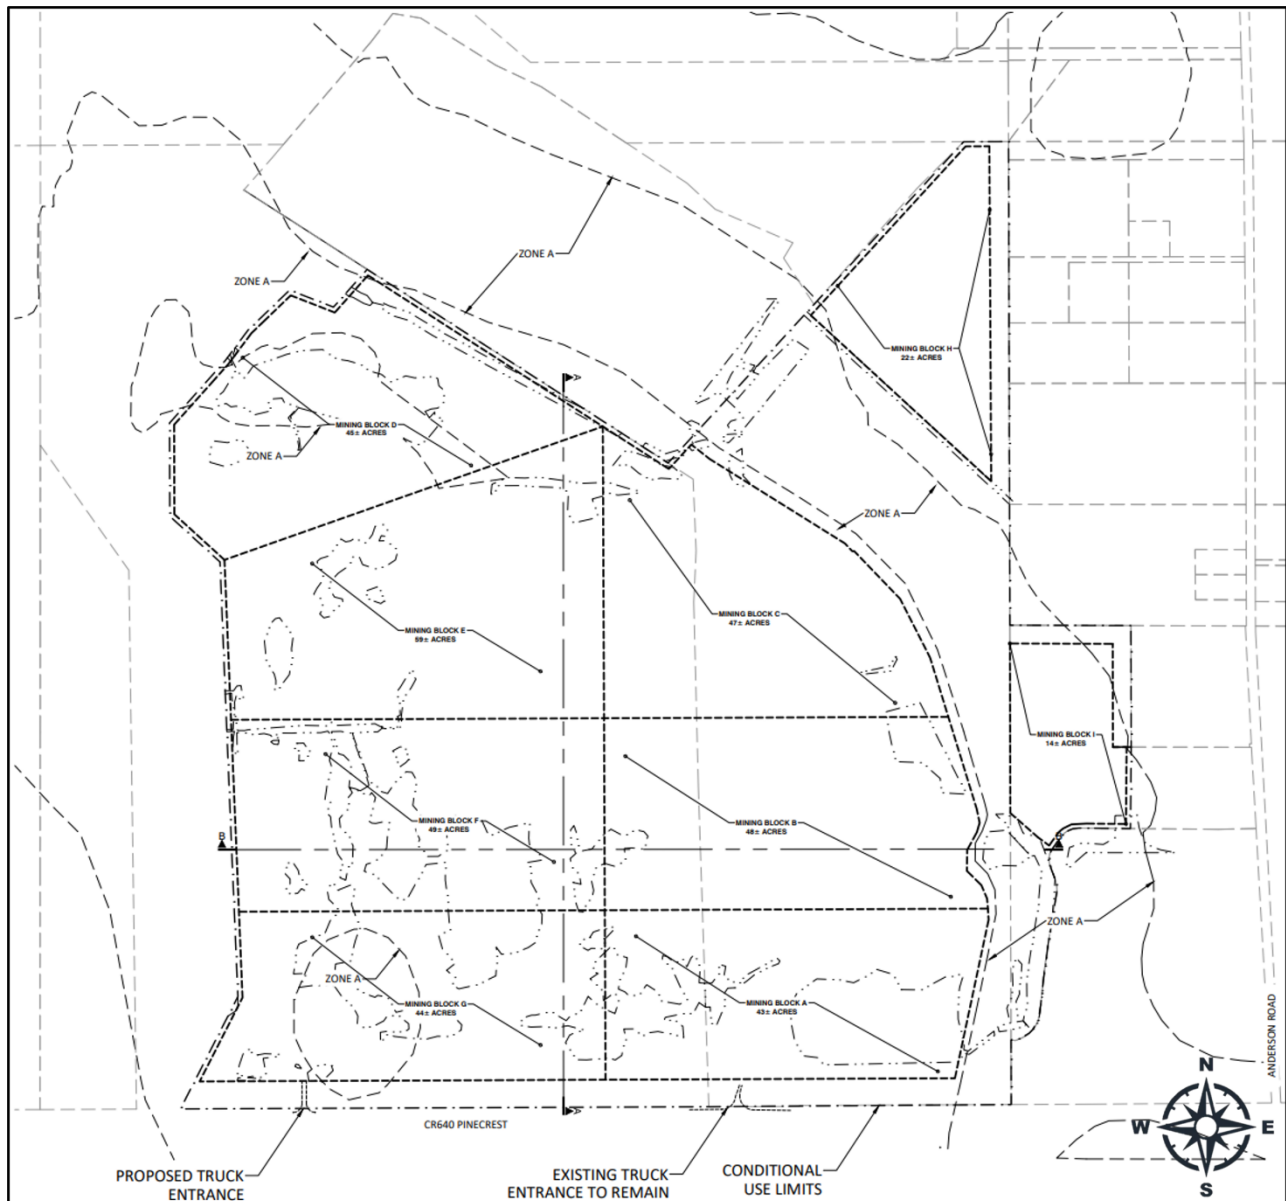 ZONE A
ZONE A
MINING BLOCK H
22± ACRES
MINING BLOCK D
45± ACRES
ZONE A
ZONE A
MINING BLOCK C
47± ACRES
MINING BLOCK E
59± ACRES
MINING BLOCK I
14± ACRES
MINING BLOCK F
49± ACRES
MINING BLOCK B
48± ACRES
B
ZONE A
ZONE A
MINING BLOCK G
44± ACRES
MINING BLOCK A
43± ACRES
ANDERSON ROAD
N
W
E
S
CR640 PINECREST
PROPOSED TRUCK
ENTRANCE
EXISTING TRUCK
ENTRANCE TO REMAIN
CONDITIONAL
USE LIMITS